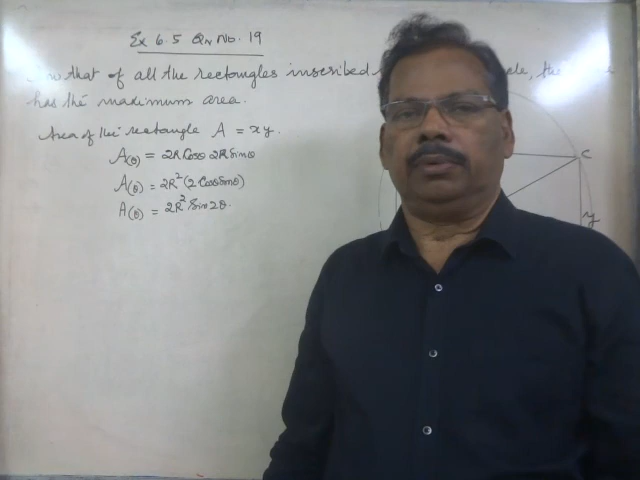 Ex 6.5 Qn No. 19
that of all the rectangles inscribed the
has the maximum area.
Area of the rectangle A = xy.
A(θ) = 2R Cosθ 2R Sinθ
A(θ) = 2R²(2 Cosθ Sinθ)
A(θ) = 2R² Sin2θ.
C
y